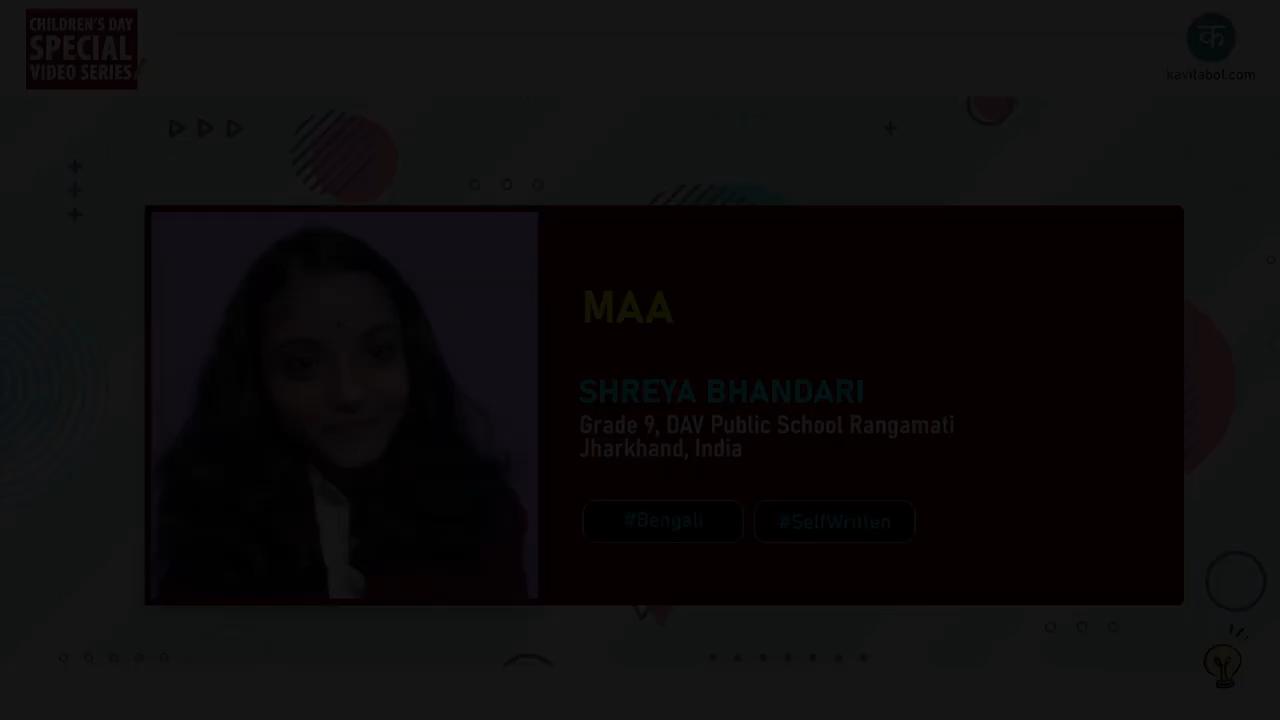 CHILDREN'S DAY
SPECIAL
VIDEO SERIES
क
kavitabol.com
MAA
SHREYA BHANDARI
Grade 9, DAV Public School Rangamati
Jharkhand, India
#Bengali
#SelfWritten